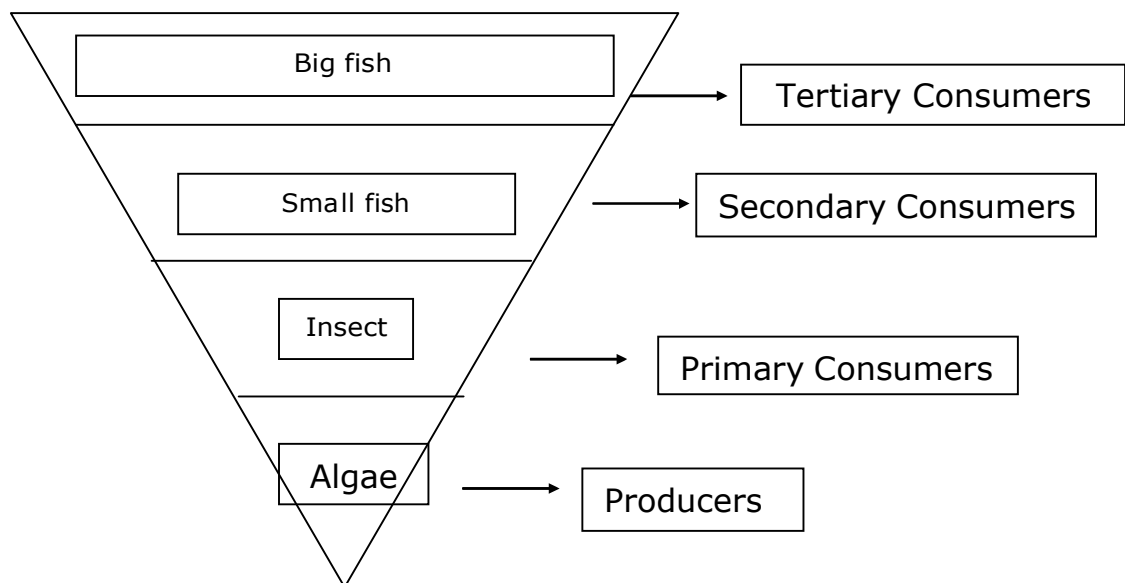 Big fish
Tertiary Consumers
Small fish
Secondary Consumers
Insect
Primary Consumers
Algae
Producers